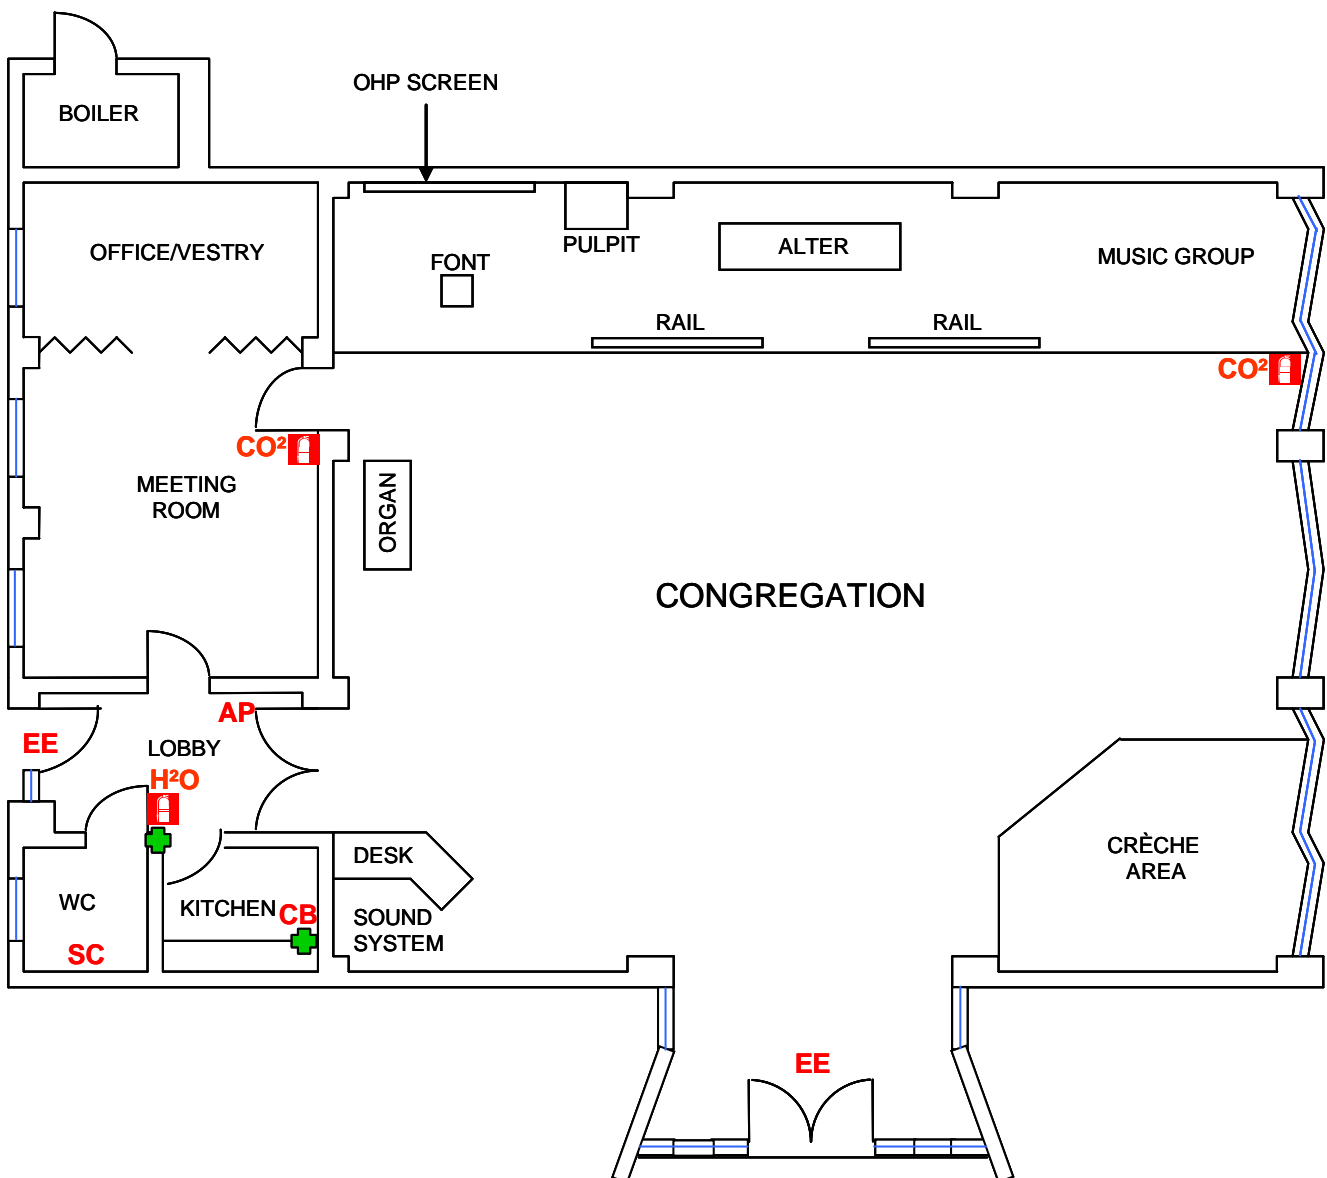 OHP SCREEN
BOILER
OFFICE/VESTRY
FONT
PULPIT
ALTER
MUSIC GROUP
RAIL
RAIL
CO²
CO²
MEETING
ROOM
ORGAN
CONGREGATION
AP
EE
LOBBY
H²O
DESK
CRÈCHE
AREA
WC
KITCHEN
CB
SOUND
SYSTEM
SC
EE